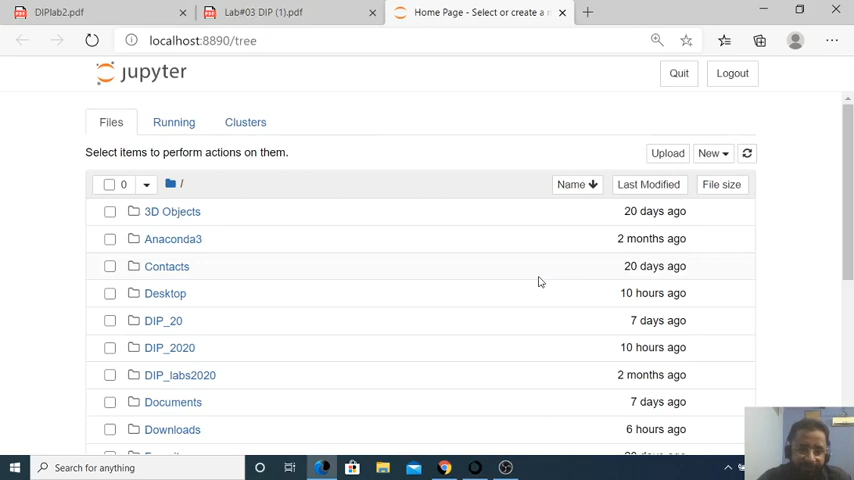 DIPlab2.pdf
Lab#03 DIP (1).pdf
Home Page - Select or create a n
localhost:8890/tree
jupyter
Quit
Logout
Files
Running
Clusters
Select items to perform actions on them.
Upload
New
0
/
Name
Last Modified
File size
3D Objects
20 days ago
Anaconda3
2 months ago
Contacts
20 days ago
Desktop
10 hours ago
DIP_20
7 days ago
DIP_2020
10 hours ago
DIP_labs2020
2 months ago
Documents
7 days ago
Downloads
6 hours ago
Search for anything